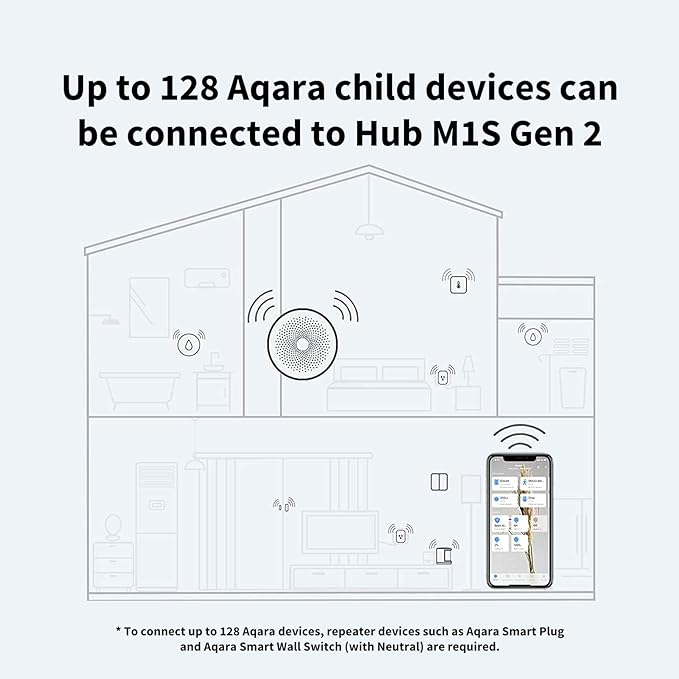 Up to 128 Aqara child devices can
be connected to Hub M1S Gen 2
* To connect up to 128 Aqara devices, repeater devices such as Aqara Smart Plug
and Aqara Smart Wall Switch (with Neutral) are required.